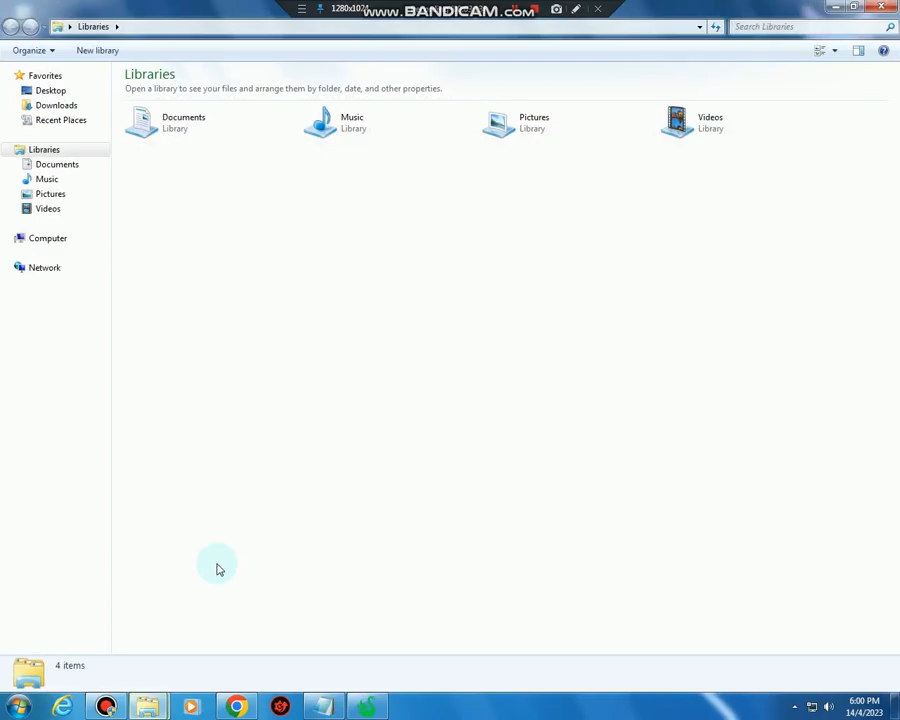 1280x1024
www.BANDICAM.com
Libraries
Search Libraries
Organize
New library
Favorites
Desktop
Downloads
Recent Places
Libraries
Documents
Music
Pictures
Videos
Computer
Network
Libraries
Open a library to see your files and arrange them by folder, date, and other properties.
Documents
Library
Music
Library
Pictures
Library
Videos
Library
4 items
6:00 PM
14/4/2023